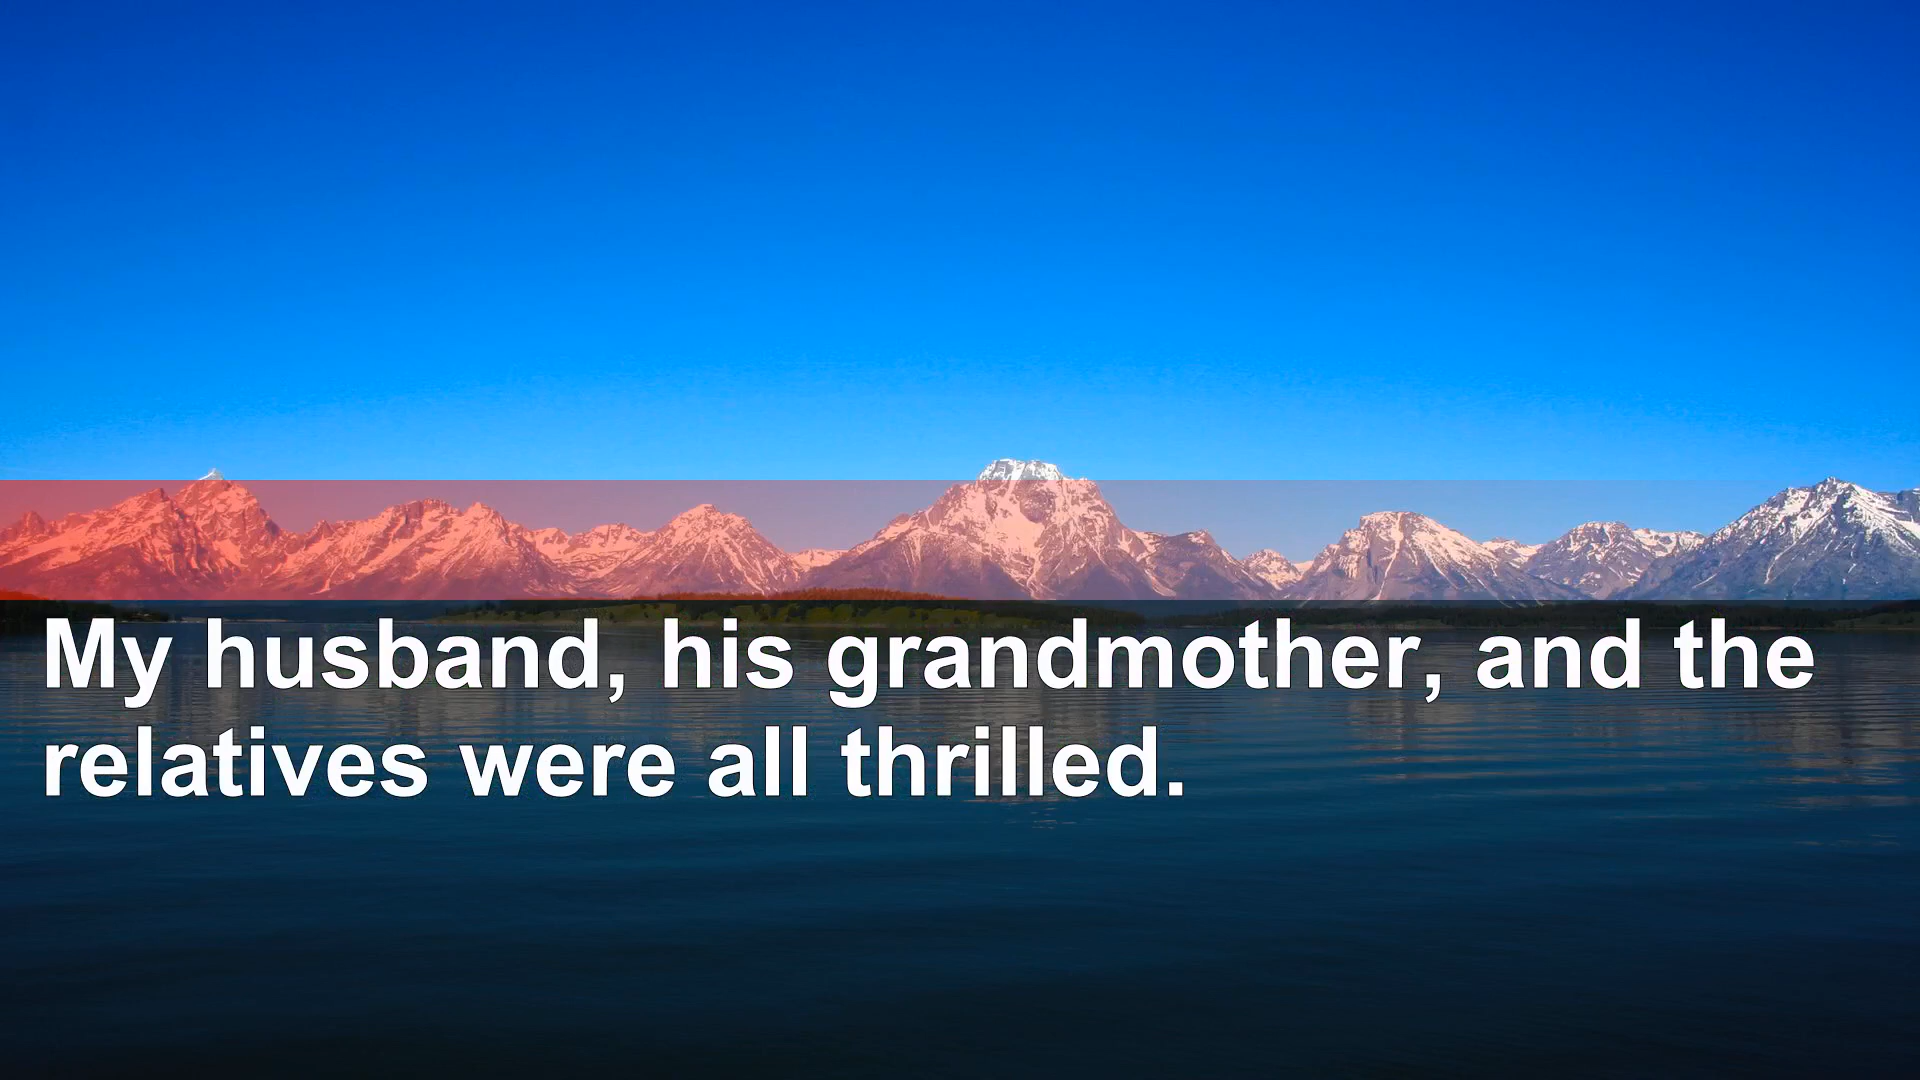 My husband, his grandmother, and the
relatives were all thrilled.